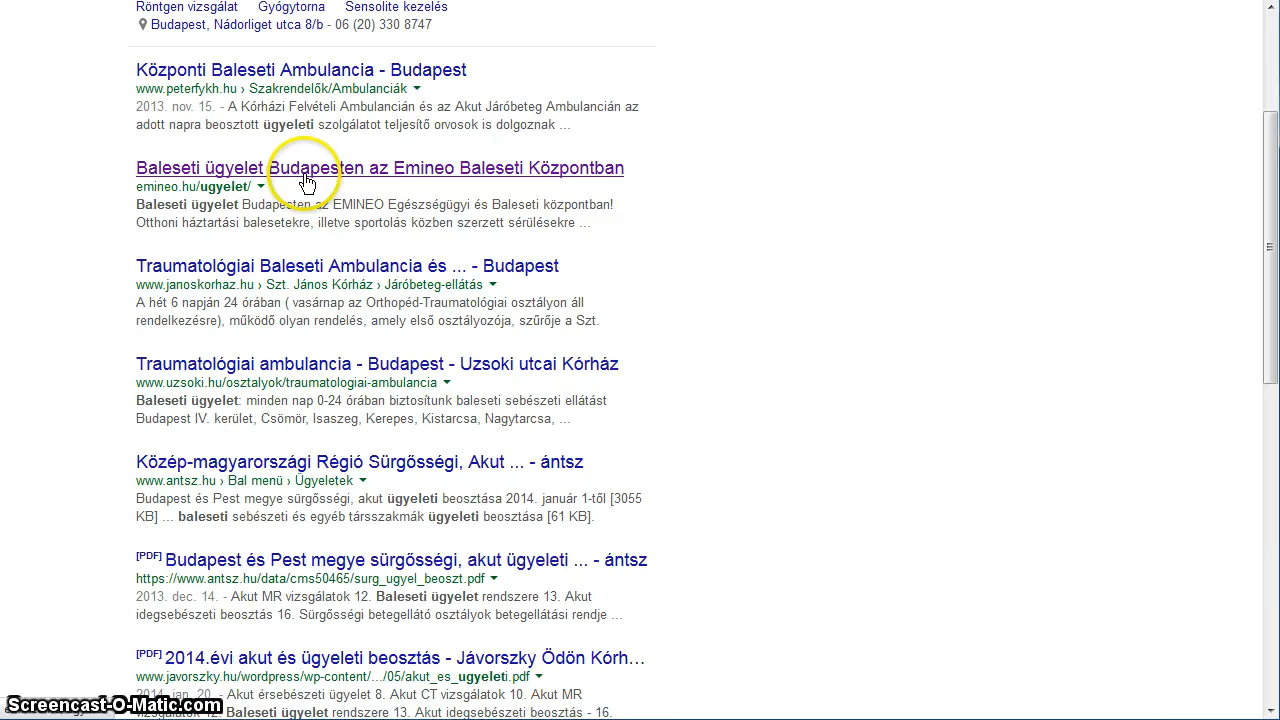 Röntgen vizsgálat Gyógytorna Sensolite kezelés
Budapest, Nádorliget utca 8/b - 06 (20) 330 8747
Központi Baleseti Ambulancia - Budapest
www.peterfykh.hu › Szakrendelők/Ambulanciák
2013. nov. 15. - A Kórházi Felvételi Ambulancián és az Akut Járóbeteg Ambulancián az
adott napra beosztott ügyeleti szolgálatot teljesítő orvosok is dolgoznak ...
Baleseti ügyelet Budapesten az Emineo Baleseti Központban
emineo.hu/ugyelet/
Baleseti ügyelet Budapesten az EMINEO Egészségügyi és Baleseti központban!
Otthoni háztartási balesetekre, illetve sportolás közben szerzett sérülésekre ...
Traumatológiai Baleseti Ambulancia és ... - Budapest
www.janoskorhaz.hu › Szt. János Kórház › Járóbeteg-ellátás
A hét 6 napján 24 órában ( vasárnap az Orthopéd-Traumatológiai osztályon áll
rendelkezésre), működő olyan rendelés, amely első osztályozója, szűrője a Szt.
Traumatológiai ambulancia - Budapest - Uzsoki utcai Kórház
www.uzsoki.hu/osztalyok/traumatologiai-ambulancia
Baleseti ügyelet: minden nap 0-24 órában biztosítunk baleseti sebészeti ellátást
Budapest IV. kerület, Csömör, Isaszeg, Kerepes, Kistarcsa, Nagytarcsa, ...
Közép-magyarországi Régió Sürgősségi, Akut ... - ántsz
www.antsz.hu › Bal menü › Ügyeletek
Budapest és Pest megye sürgősségi, akut ügyeleti beosztása 2014. január 1-től [3055
KB] ... baleseti sebészeti és egyéb társszakmák ügyeleti beosztása [61 KB].
[PDF] Budapest és Pest megye sürgősségi, akut ügyeleti ... - ántsz
https://www.antsz.hu/data/cms50465/surg_ugyel_beoszt.pdf
2013. dec. 14. - Akut MR vizsgálatok 12. Baleseti ügyelet rendszere 13. Akut
idegsebészeti beosztás 16. Sürgősségi betegellátó osztályok betegellátási rendje ...
[PDF] 2014.évi akut és ügyeleti beosztás - Jávorszky Ödön Kórh...
www.javorszky.hu/wordpress/wp-content/.../05/akut_es_ugyeleti.pdf
2014. jan. 20. - Akut érsebészeti ügyelet 8. Akut CT vizsgálatok 10. Akut MR
vizsgálatok 12. Baleseti ügyelet rendszere 13. Akut idegsebészeti beosztás - 16.
Screencast-O-Matic.com